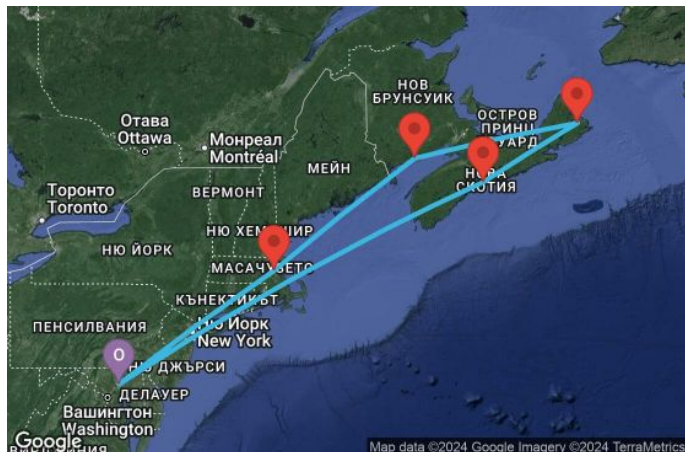 НОВ
БРУНСУИК
Отава
Ottawa
ОСТРОВ
ПРИНЦ
УАРД
Монреал
Montréal
МЕЙН
НОВА
СКОТИЯ
ВЕРМОНТ
Торонто
Toronto
НЮ ХЕМПШИР
НЮ ЙОРК
МАСАЧУЗЕТС
КЪНЕКТИКЪТ
ПЕНСИЛВАНИЯ
Ню Йорк
New York
O
НЮ ДЖЪРСИ
ДЕЛАУЕР
Вашингтон
Washington
Google
Map data ©2024 Google Imagery ©2024 TerraMetrics